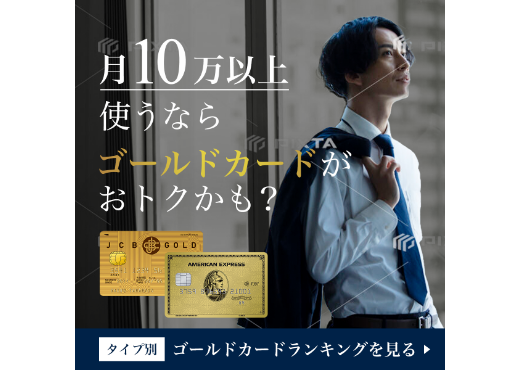 月10万以上
使うなら
ゴールドカードが
おトクかも?
JCB GOLD
AMERICAN EXPRESS
タイプ別 ゴールドカードランキングを見る